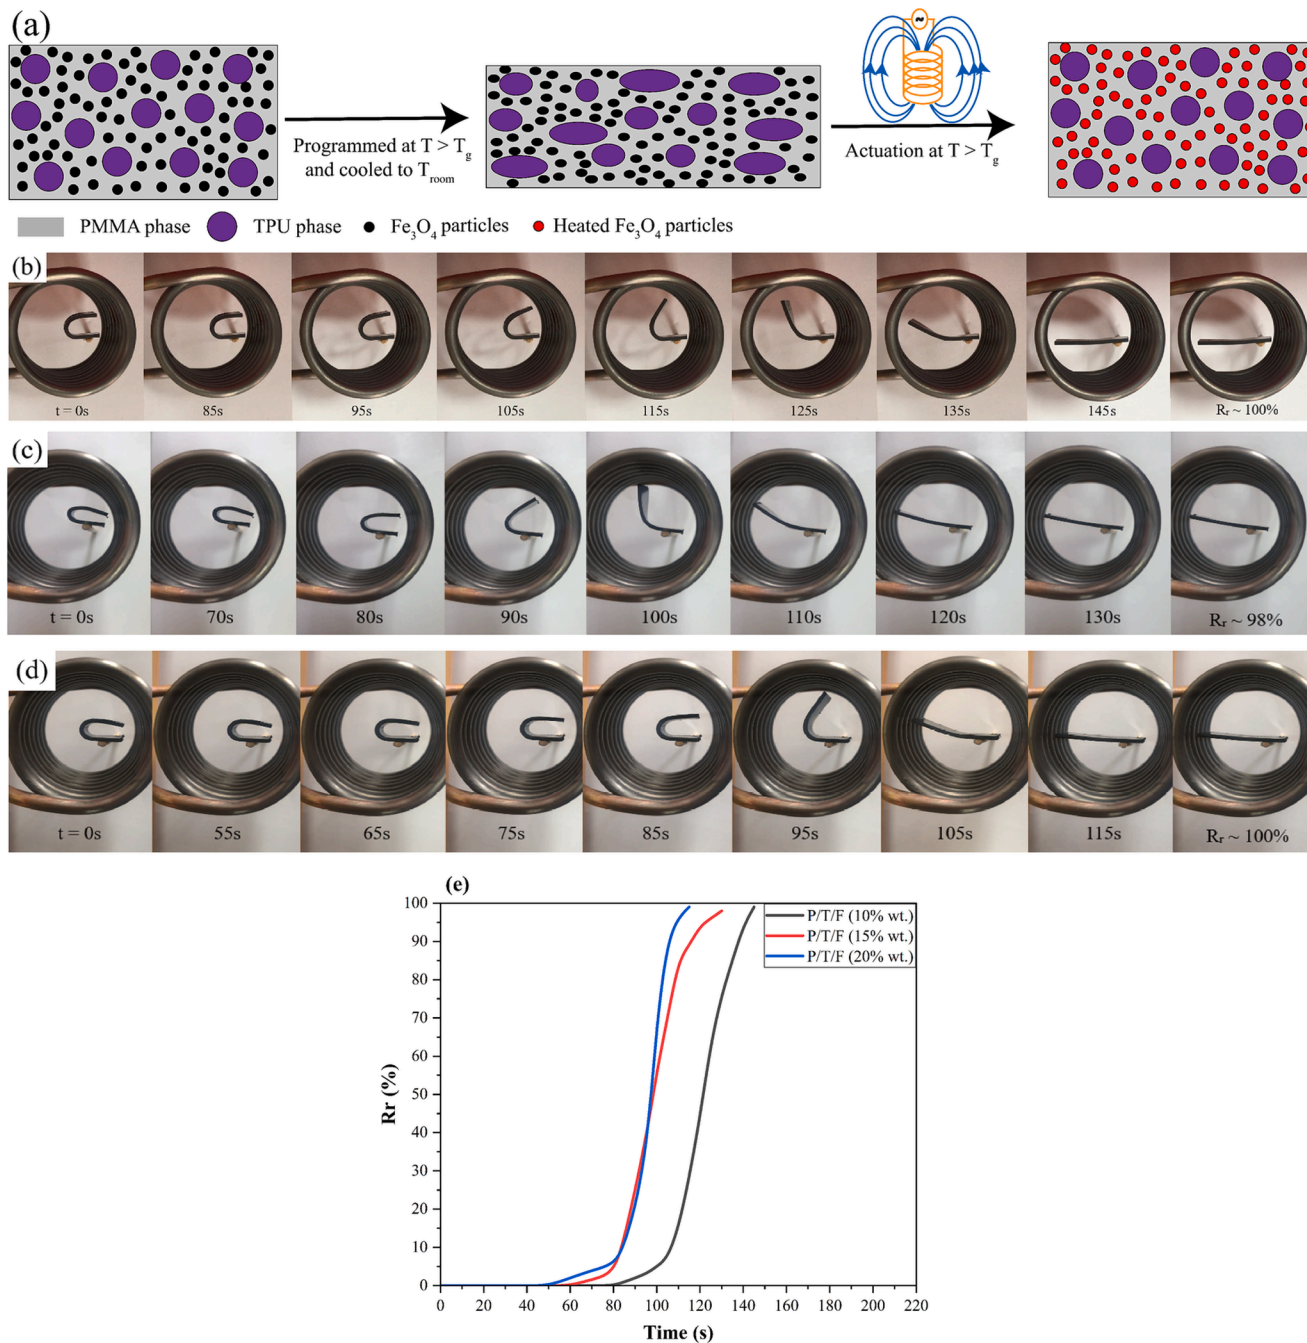 (a)
Programmed at T > Tg
and cooled to Troom
~
Actuation at T > Tg
PMMA phase
TPU phase
Fe3O4 particles
Heated Fe3O4 particles
(b)
t = 0s
85s
95s
105s
115s
125s
135s
145s
Rr ~ 100%
(c)
t = 0s
70s
80s
90s
100s
110s
120s
130s
Rr ~ 98%
(d)
t = 0s
55s
65s
75s
85s
95s
105s
115s
Rr ~ 100%
(e)
P/T/F (10% wt.)
P/T/F (15% wt.)
P/T/F (20% wt.)
Rr (%)
100
90
80
70
60
50
40
30
20
10
0
0 20 40 60 80 100 120 140 160 180 200 220
Time (s)